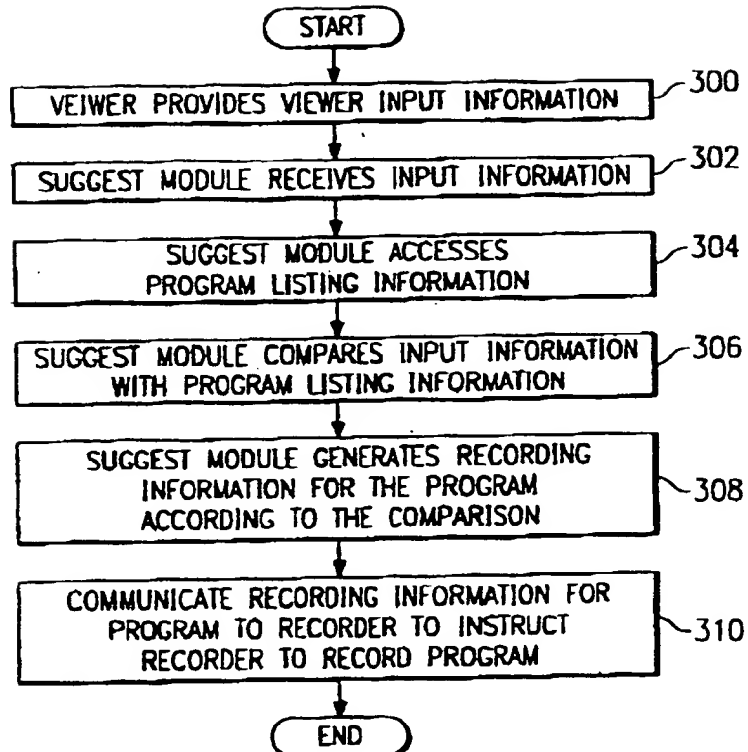 START
VEIWER PROVIDES VIEWER INPUT INFORMATION
300
SUGGEST MODULE RECEIVES INPUT INFORMATION
302
SUGGEST MODULE ACCESSES
PROGRAM LISTING INFORMATION
304
SUGGEST MODULE COMPARES INPUT INFORMATION
WITH PROGRAM LISTING INFORMATION
306
SUGGEST MODULE GENERATES RECORDING
INFORMATION FOR THE PROGRAM
ACCORDING TO THE COMPARISON
308
COMMUNICATE RECORDING INFORMATION FOR
PROGRAM TO RECORDER TO INSTRUCT
RECORDER TO RECORD PROGRAM
310
END